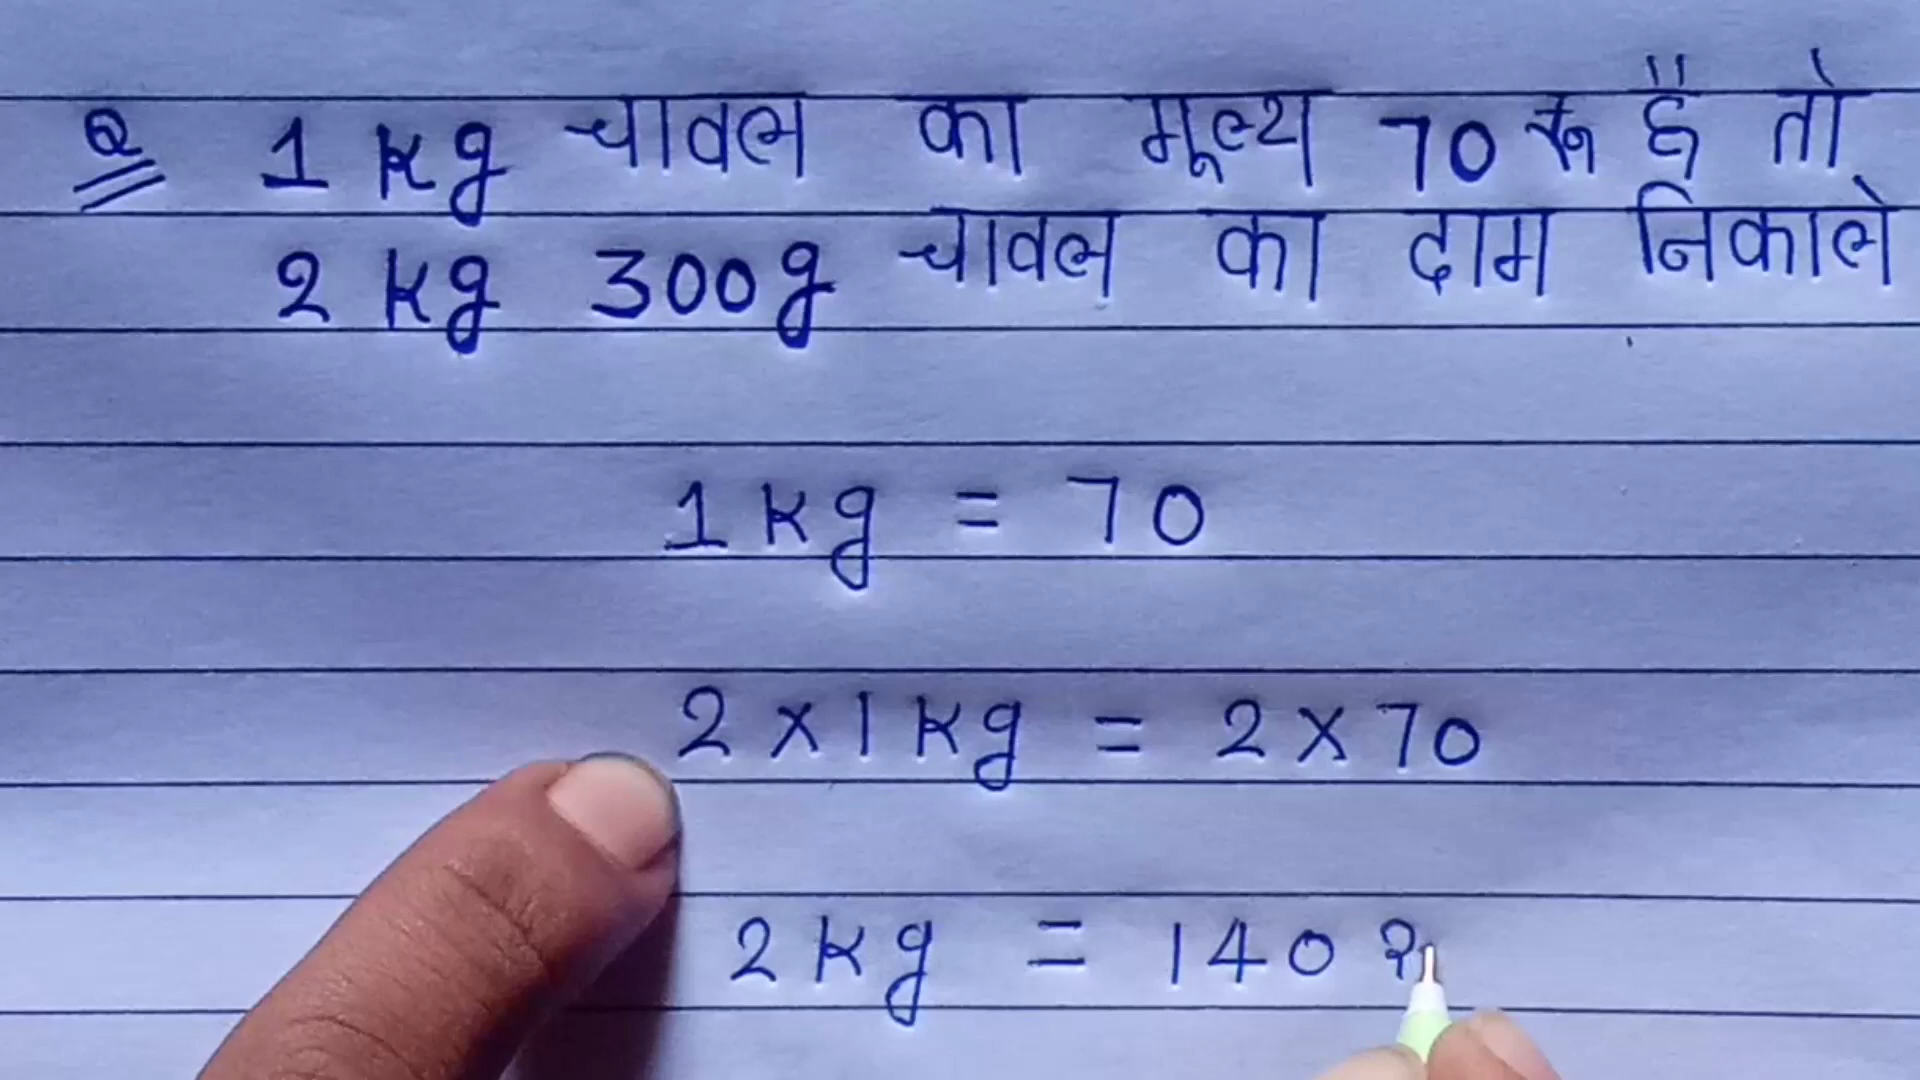 Q 1 kg चावल का मूल्य 70 रू है तो
2 kg 300g चावल का दाम निकाले
1 kg = 70
2 × 1 kg = 2 × 70
2 kg = 140